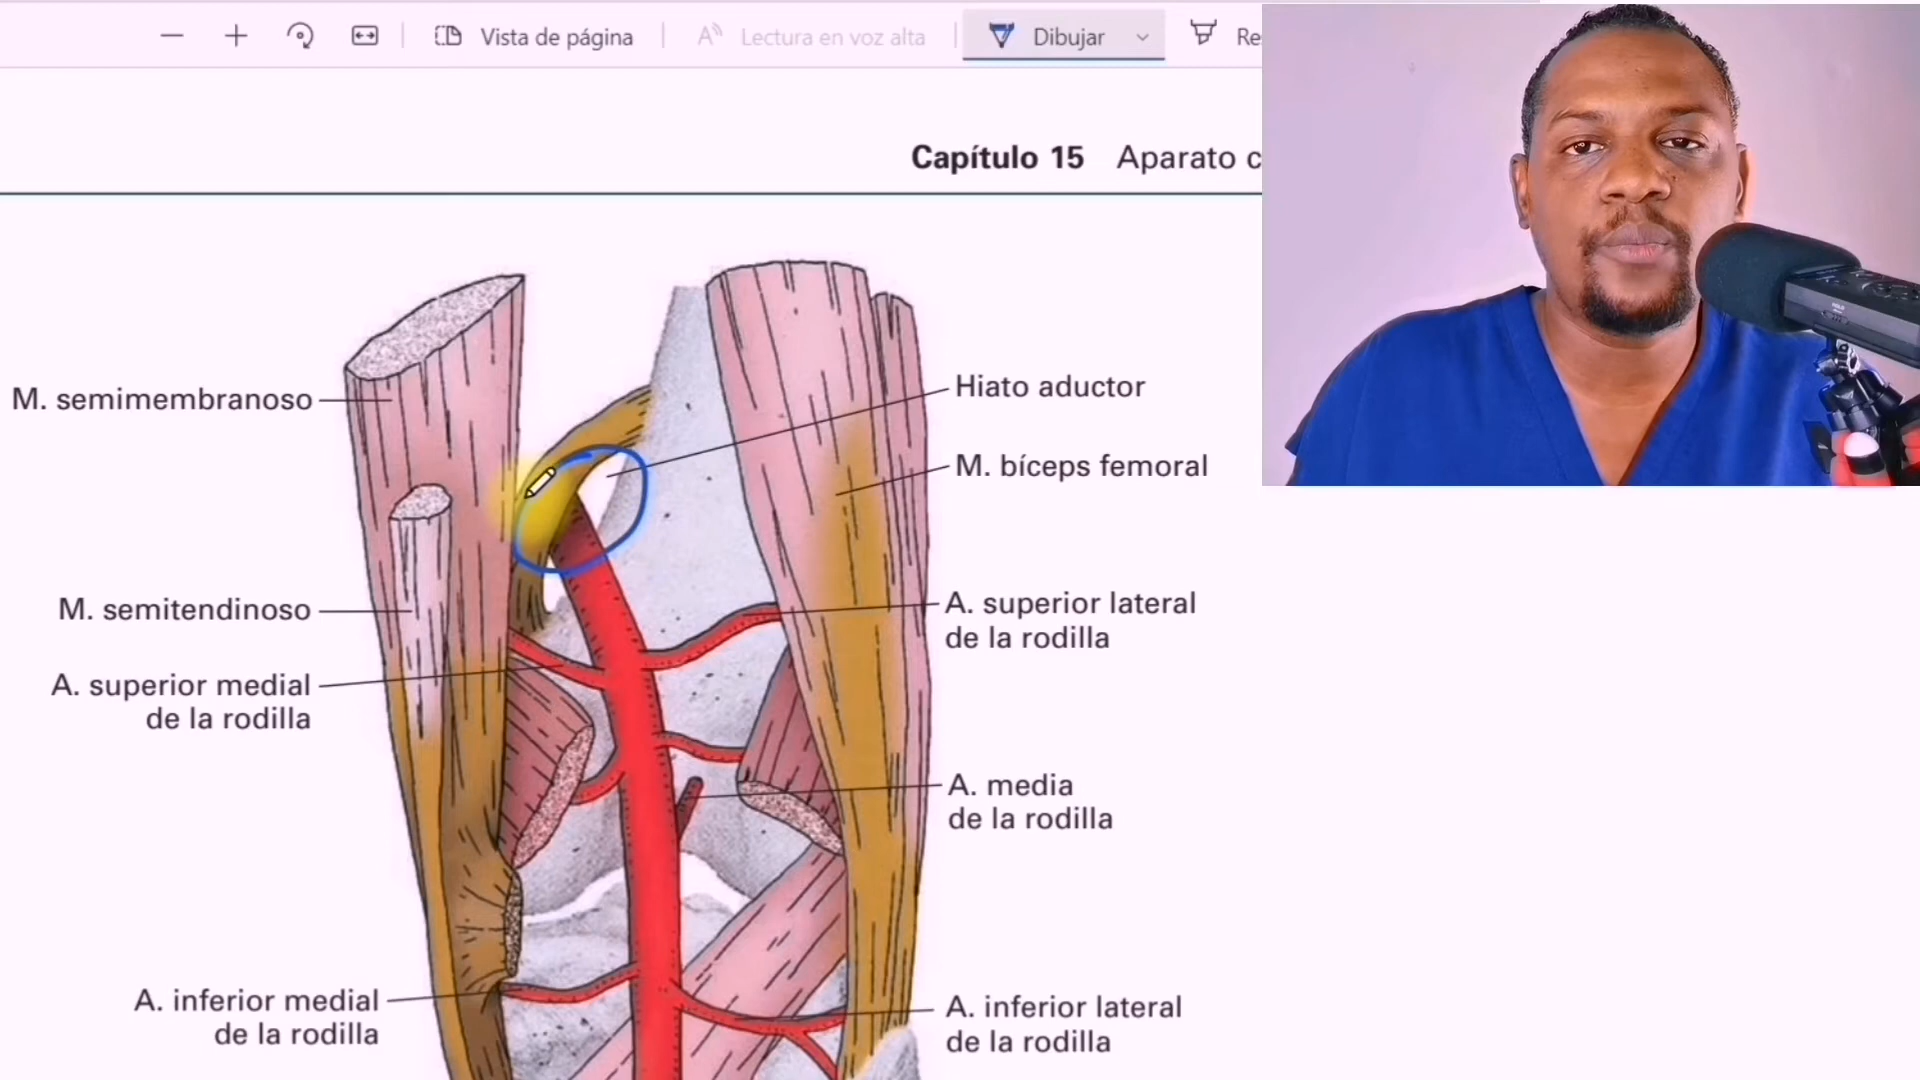 Vista de página
Lectura en voz alta
Dibujar
Re
Capítulo 15 Aparato c
M. semimembranoso
Hiato aductor
M. bíceps femoral
M. semitendinoso
A. superior lateral
de la rodilla
A. superior medial
de la rodilla
A. media
de la rodilla
A. inferior medial
de la rodilla
A. inferior lateral
de la rodilla